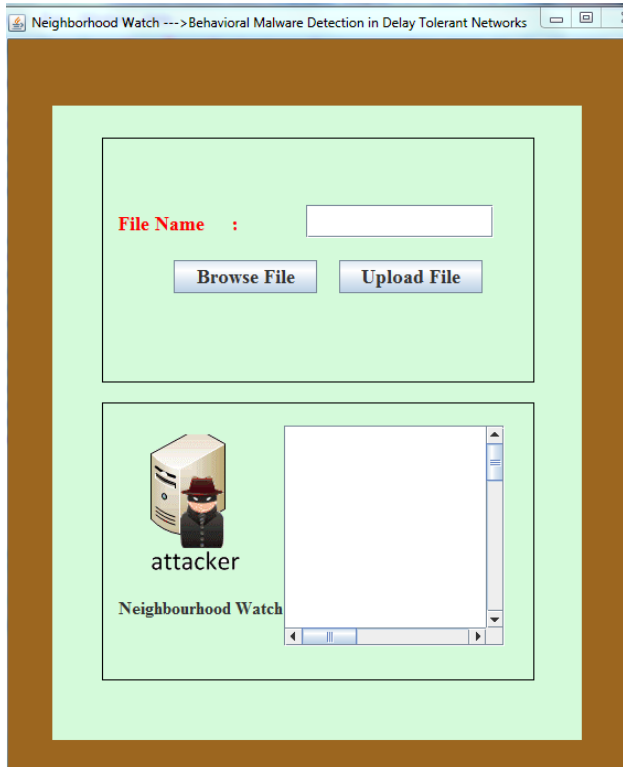 Neighborhood Watch --->Behavioral Malware Detection in Delay Tolerant Networks
File Name :
Browse File Upload File
attacker
Neighbourhood Watch